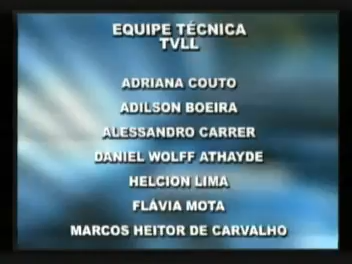 EQUIPE TÉCNICA
TVLL
ADRIANA COUTO
ADILSON BOEIRA
ALESSANDRO CARRER
DANIEL WOLFF ATHAYDE
HELCION LIMA
FLÁVIA MOTA
MARCOS HEITOR DE CARVALHO